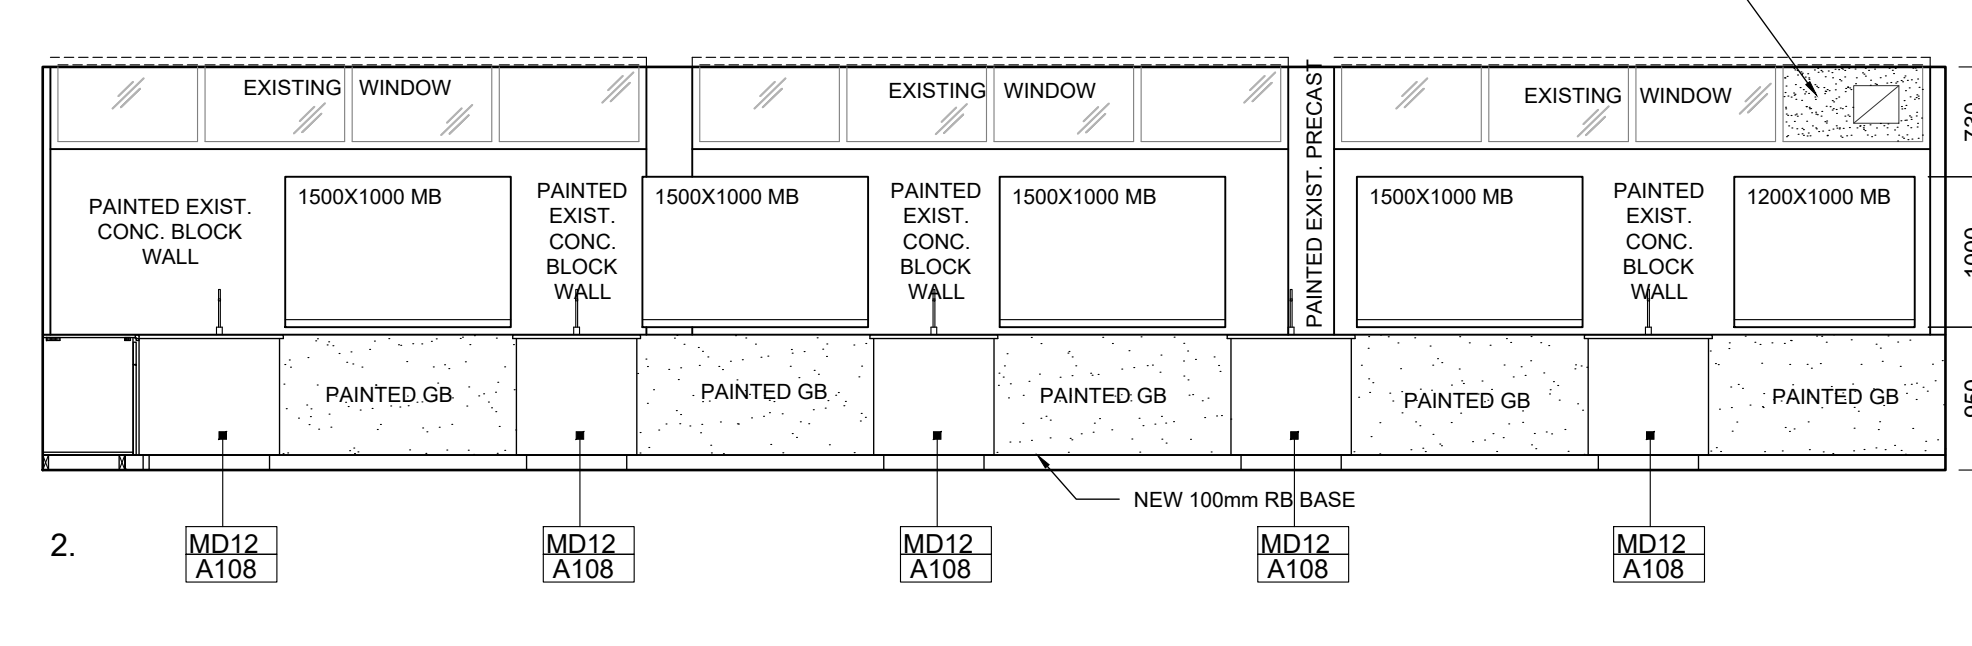 EXISTING WINDOW
EXISTING WINDOW
EXISTING WINDOW
PAINTED EXIST. PRECAST
PAINTED EXIST.
CONC. BLOCK
WALL
1500X1000 MB
PAINTED
EXIST.
CONC.
BLOCK
WALL
1500X1000 MB
PAINTED
EXIST.
CONC.
BLOCK
WALL
1500X1000 MB
1500X1000 MB
PAINTED
EXIST.
CONC.
BLOCK
WALL
1200X1000 MB
PAINTED GB
PAINTED GB
PAINTED GB
PAINTED GB
PAINTED GB
NEW 100mm RB BASE
2.
MD12
A108
MD12
A108
MD12
A108
MD12
A108
MD12
A108